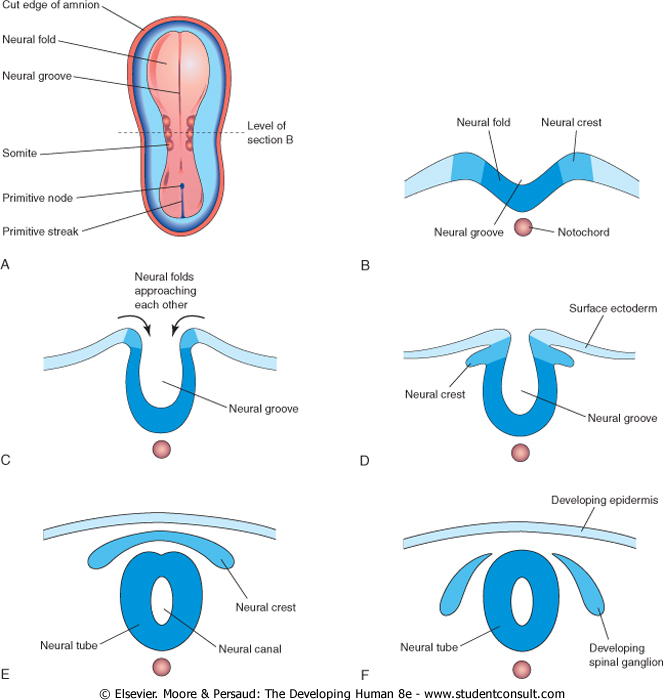 Cut edge of amnion
Neural fold
Neural groove
Level of
section B
Somite
Primitive node
Primitive streak
A
Neural fold
Neural crest
Neural groove
Notochord
B
Neural folds
approaching
each other
Neural groove
C
Surface ectoderm
Neural crest
Neural groove
D
Neural crest
Neural tube
Neural canal
E
Developing epidermis
Neural tube
Developing
spinal ganglion
F
© Elsevier. Moore & Persaud: The Developing Human 8e - www.studentconsult.com